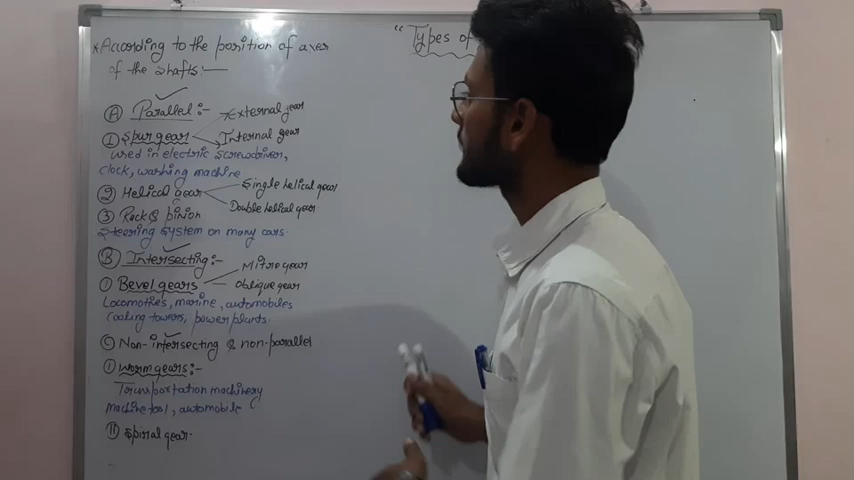 "Types of
*According to the position of axes
of the shafts:—
Ⓐ Parallel :-
① Spur gear
External gear
Internal gear
used in electric screwdriver,
clock, washing machine
② Helical gear
Single helical gear
Double helical gear
③ Rack & pinion
Steering system on many cars.
Ⓑ Intersecting :-
① Bevel gears
Mitre gear
Oblique gear
Locomoties, marine, automobiles
Cooling towers, power plants.
Ⓒ Non-intersecting & non-parallel
① Worm gears:-
Transportation machinery
Machine tool, automobile
⑪ Spiral gear.